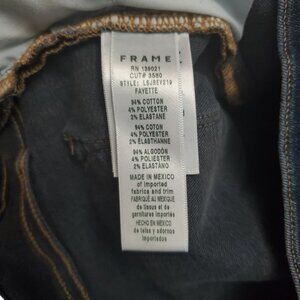 FRAME
RN 139021
CUT# 3580
STYLE: LSJREY219
FAYETTE
94% COTTON
4% POLYESTER
2% ELASTANE
94% COTON
4% POLYESTER
2% ELASTHANNE
94% ALGODÓN
4% POLIESTER
2% ELASTANO
MADE IN MEXICO
of imported
fabric and trim
FABRIQUÉ AU MEXIQUE
de tissus et de
garnitures importés
HECHO EN MEXICO
de telas y adornos
importados